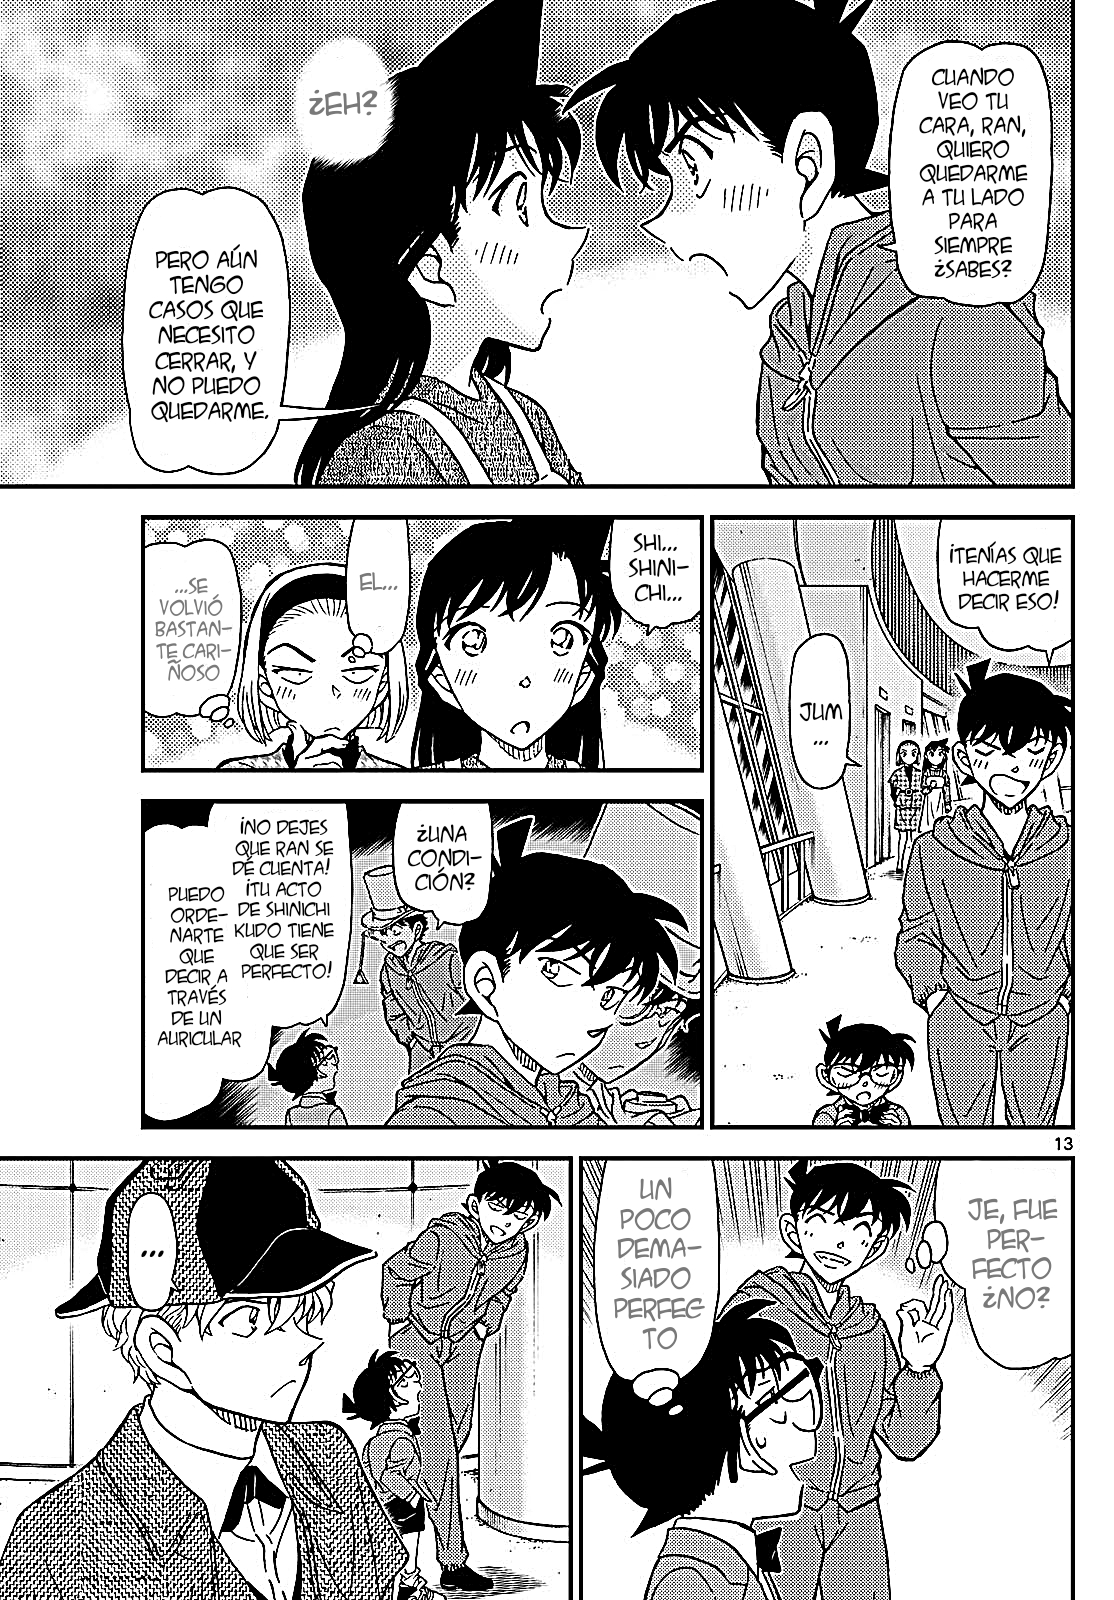 CUANDO
VEO TU
CARA, RAN,
QUIERO
QUEDARME
A TU LADO
PARA
SIEMPRE
¿SABES?
¿EH?
PERO AÚN
TENGO
CASOS QUE
NECESITO
CERRAR, Y
NO PUEDO
QUEDARME.
¡TENÍAS QUE
HACERME
DECIR ESO!
JUM
...
SHI...
SHINI-
CHI...
EL...
...SE
VOLVIÓ
BASTAN-
TE CARI-
ÑOSO
¿UNA
CONDI-
CIÓN?
¡NO DEJES
QUE RAN SE
DÉ CUENTA!
¡TU ACTO
DE SHINICHI
KUDO TIENE
QUE SER
PERFECTO!
PUEDO
ORDE-
NARTE
QUE
DECIR A
TRAVÉS
DE UN
AURICULAR
13
JE, FUE
PER-
FECTO
¿NO?
UN
POCO
DEMA-
SIADO
PERFEC-
TO
...